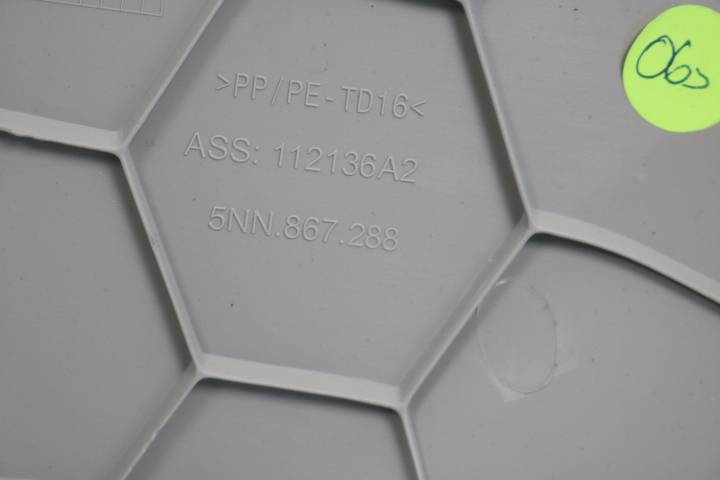 >PP/PE-TD16<
ASS: 112136A2
5NN.867.288